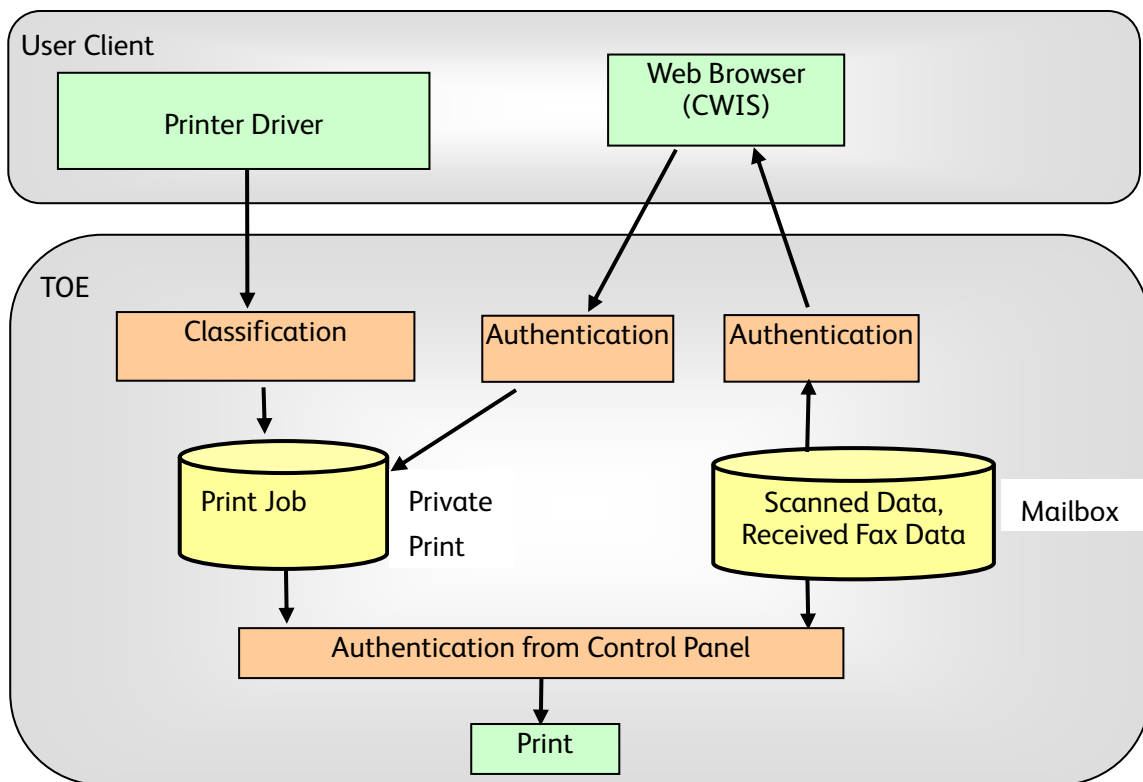 User Client
Printer Driver
Web Browser
(CWIS)
TOE
Classification
Authentication
Authentication
Print Job
Private
Print
Scanned Data,
Received Fax Data
Mailbox
Authentication from Control Panel
Print